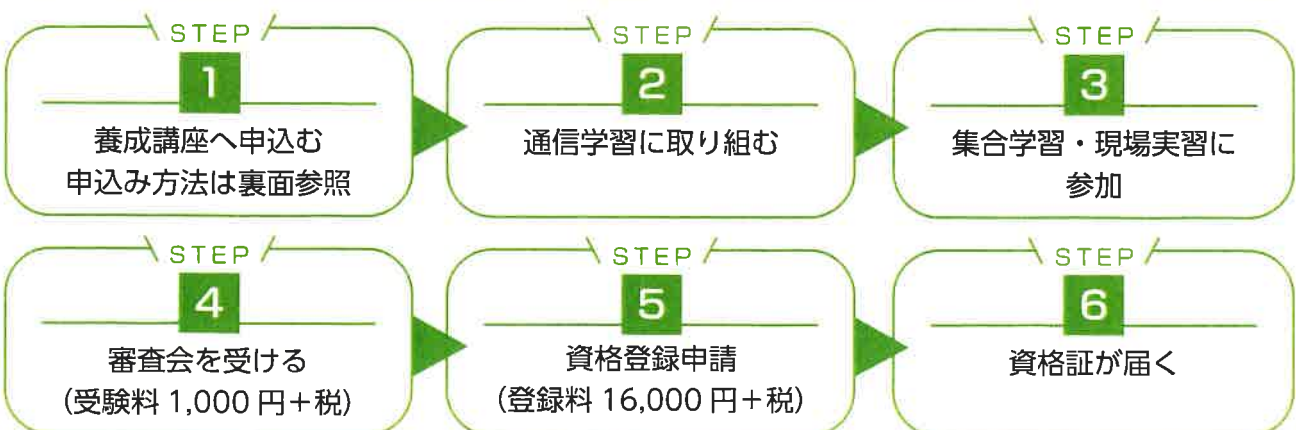 STEP
1
養成講座へ申込む
申込み方法は裏面参照
STEP
2
通信学習に取り組む
STEP
3
集合学習・現場実習に
参加
STEP
4
審査会を受ける
(受験料 1,000 円+税)
STEP
5
資格登録申請
(登録料 16,000 円+税)
STEP
6
資格証が届く